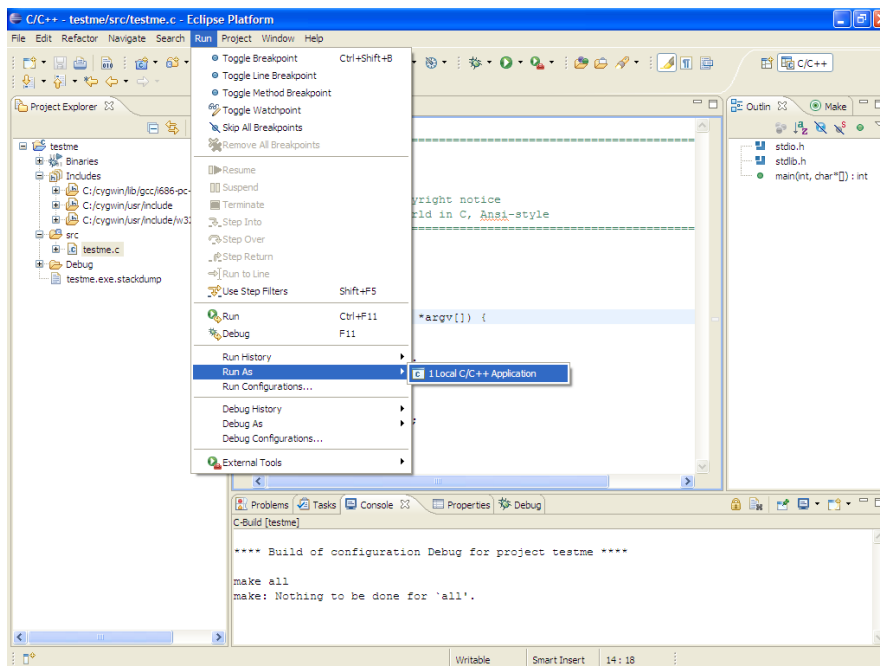 C/C++ - testme/src/testme.c - Eclipse Platform
File Edit Refactor Navigate Search Run Project Window Help
C/C++
Project Explorer
testme
Binaries
Includes
C:/cygwin/lib/gcc/i686-pc-
C:/cygwin/usr/include
C:/cygwin/usr/include/w32
src
testme.c
Debug
testme.exe.stackdump
Toggle Breakpoint Ctrl+Shift+B
Toggle Line Breakpoint
Toggle Method Breakpoint
Toggle Watchpoint
Skip All Breakpoints
Remove All Breakpoints
Resume
Suspend
Terminate
Step Into
Step Over
Step Return
Run to Line
Use Step Filters Shift+F5
Run Ctrl+F11
Debug F11
Run History
Run As
Run Configurations...
Debug History
Debug As
Debug Configurations...
External Tools
1 Local C/C++ Application
================================
yright notice
rld in C, Ansi-style
================================
*argv[]) {
;
Outlin Make
stdio.h
stdlib.h
main(int, char*[]) : int
Problems Tasks Console Properties Debug
C-Build [testme]
**** Build of configuration Debug for project testme ****
make all
make: Nothing to be done for `all'.
Writable Smart Insert 14 : 18